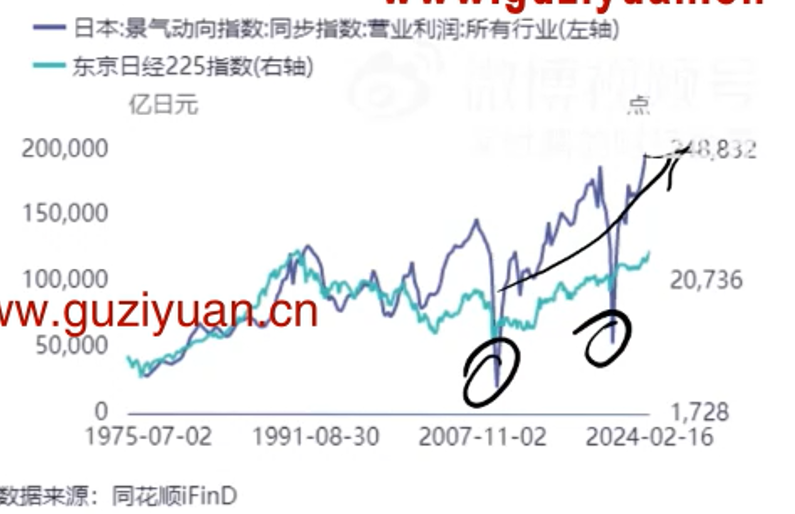 www.guziyuan.cn
日本:景气动向指数:同步指数:营业利润:所有行业(左轴)
东京日经225指数(右轴)
亿日元 点
微博视频号
200,000 248,832
150,000
100,000 20,736
www.guziyuan.cn
50,000
0 1,728
1975-07-02 1991-08-30 2007-11-02 2024-02-16
数据来源：同花顺iFinD